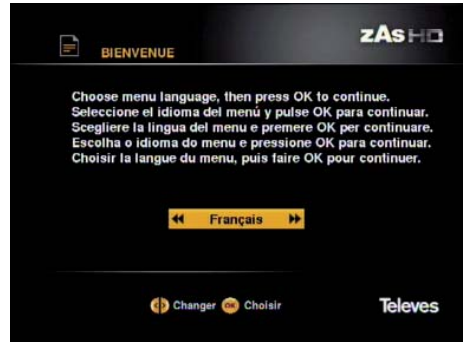 zAs HD
BIENVENUE
Choose menu language, then press OK to continue.
Seleccione el idioma del menú y pulse OK para continuar.
Scegliere la lingua del menu e premere OK per continuare.
Escolha o idioma do menu e pressione OK para continuar.
Choisir la langue du menu, puis faire OK pour continuer.
Français
Changer OK Choisir
Televes